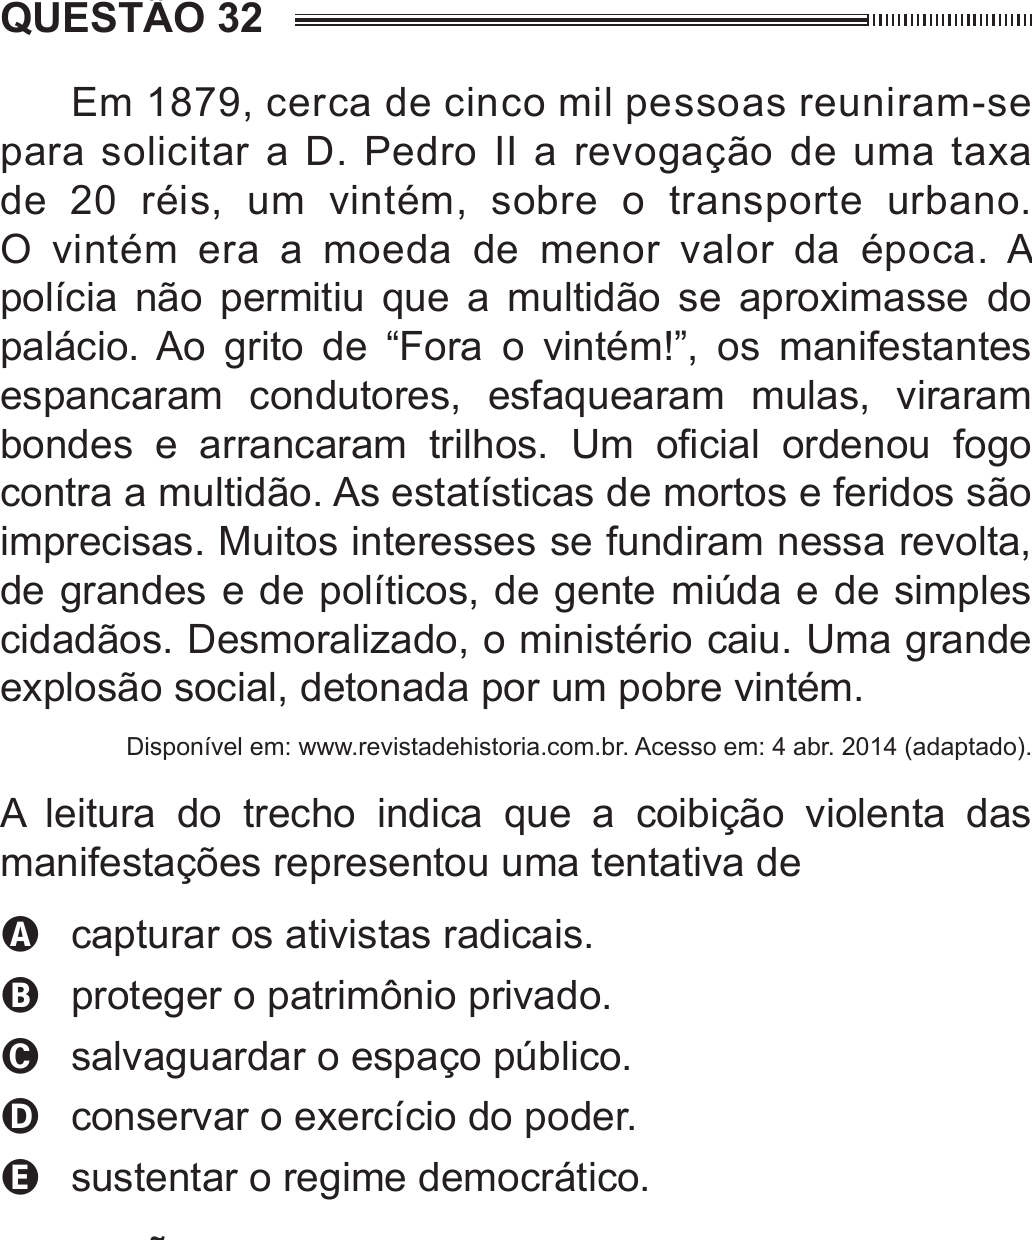 QUESTÃO 32
Em 1879, cerca de cinco mil pessoas reuniram-se
para solicitar a D. Pedro II a revogação de uma taxa
de 20 réis, um vintém, sobre o transporte urbano.
O vintém era a moeda de menor valor da época. A
polícia não permitiu que a multidão se aproximasse do
palácio. Ao grito de “Fora o vintém!”, os manifestantes
espancaram condutores, esfaquearam mulas, viraram
bondes e arrancaram trilhos. Um oficial ordenou fogo
contra a multidão. As estatísticas de mortos e feridos são
imprecisas. Muitos interesses se fundiram nessa revolta,
de grandes e de políticos, de gente miúda e de simples
cidadãos. Desmoralizado, o ministério caiu. Uma grande
explosão social, detonada por um pobre vintém.
Disponível em: www.revistadehistoria.com.br. Acesso em: 4 abr. 2014 (adaptado).
A leitura do trecho indica que a coibição violenta das
manifestações representou uma tentativa de
A capturar os ativistas radicais.
B proteger o patrimônio privado.
C salvaguardar o espaço público.
D conservar o exercício do poder.
E sustentar o regime democrático.